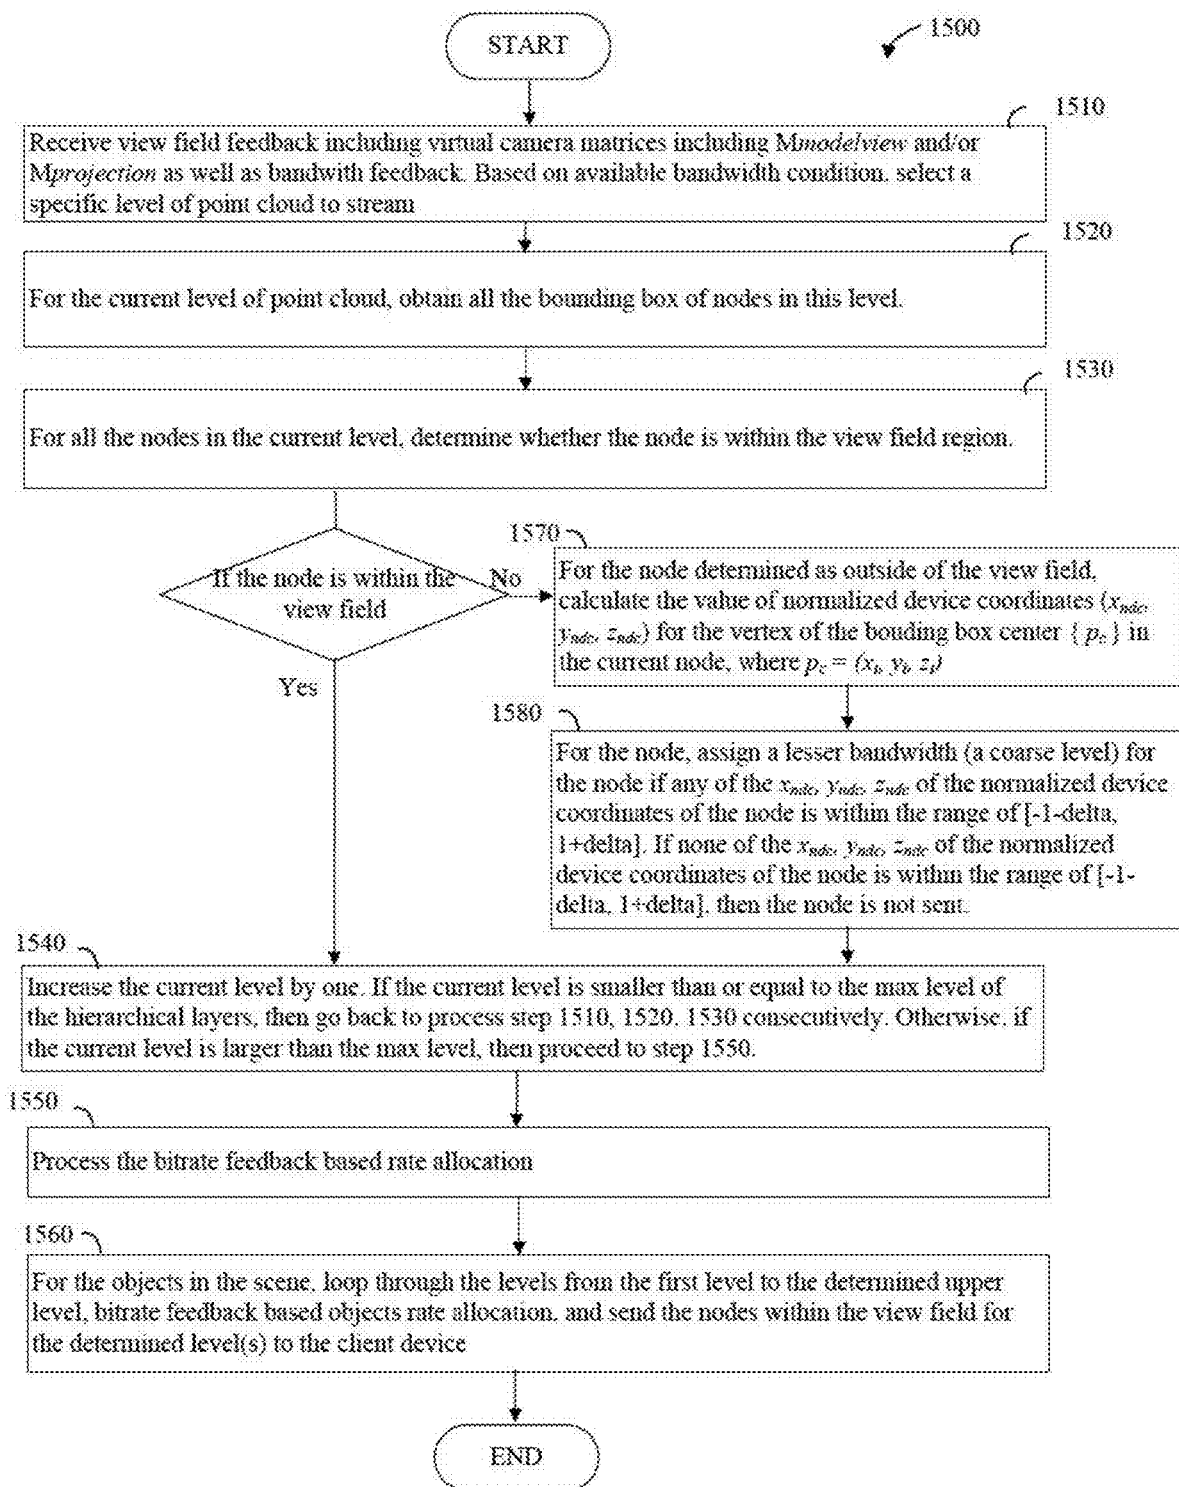 START
1500
1510
Receive view field feedback including virtual camera matrices including Mmodelview and/or
Mprojection as well as bandwith feedback. Based on available bandwidth condition, select a
specific level of point cloud to stream
1520
For the current level of point cloud, obtain all the bounding box of nodes in this level.
1530
For all the nodes in the current level, determine whether the node is within the view field region.
If the node is within the
view field
No
Yes
1570
For the node determined as outside of the view field,
calculate the value of normalized device coordinates (xndc,
yndc, zndc) for the vertex of the bouding box center { pc } in
the current node, where pc = (xi, yi, zi)
1580
For the node, assign a lesser bandwidth (a coarse level) for
the node if any of the xndc, yndc, zndc of the normalized device
coordinates of the node is within the range of [-1-delta,
1+delta]. If none of the xndc, yndc, zndc of the normalized
device coordinates of the node is within the range of [-1-
delta, 1+delta], then the node is not sent.
1540
Increase the current level by one. If the current level is smaller than or equal to the max level of
the hierarchical layers, then go back to process step 1510, 1520, 1530 consecutively. Otherwise, if
the current level is larger than the max level, then proceed to step 1550.
1550
Process the bitrate feedback based rate allocation
1560
For the objects in the scene, loop through the levels from the first level to the determined upper
level, bitrate feedback based objects rate allocation, and send the nodes within the view field for
the determined level(s) to the client device
END